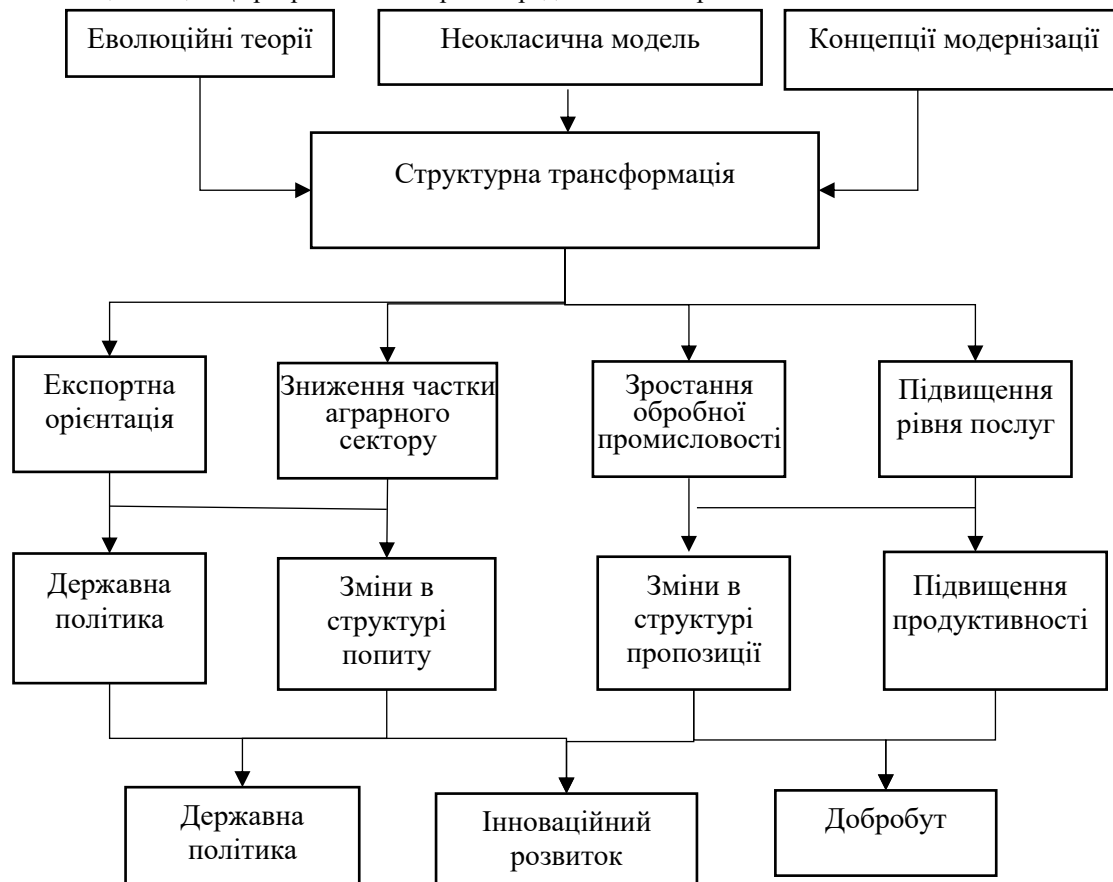 Еволюційні теорії
Неокласична модель
Концепції модернізації
Структурна трансформація
Експортна
орієнтація
Зниження частки
аграрного
сектору
Зростання
обробної
промисловості
Підвищення
рівня послуг
Державна
політика
Зміни в
структурі
попиту
Зміни в
структурі
пропозиції
Підвищення
продуктивності
Державна
політика
Інноваційний
розвиток
Добробут